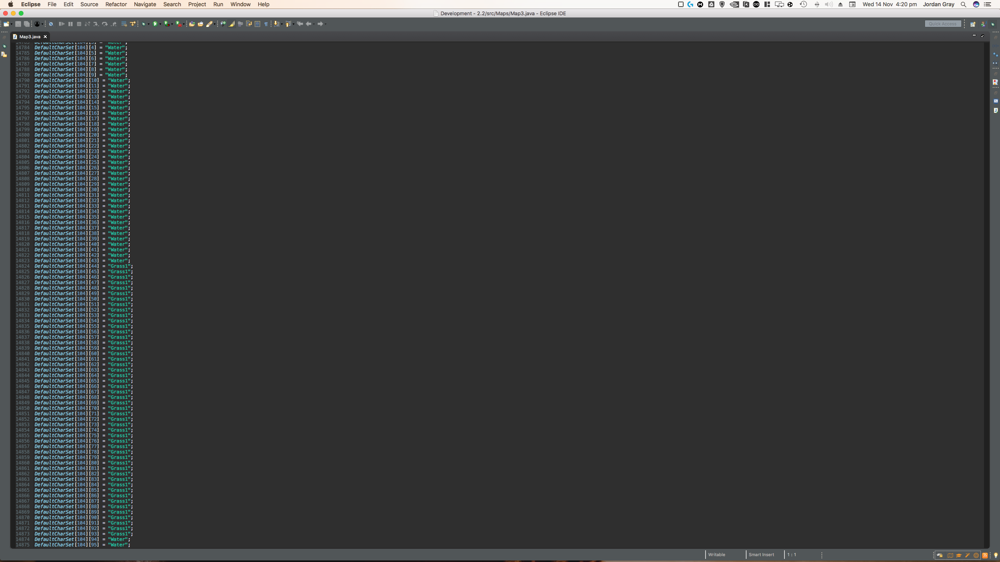 Eclipse File Edit Source Refactor Navigate Search Project Run Window Help Wed 14 Nov 4:20 pm Jordan Gray
Development - 2.2/src/Maps/Map3.java - Eclipse IDE
Quick Access
Map3.java
14783 DefaultCharSet[104][3] = "Water";
14784 DefaultCharSet[104][4] = "Water";
14785 DefaultCharSet[104][5] = "Water";
14786 DefaultCharSet[104][6] = "Water";
14787 DefaultCharSet[104][7] = "Water";
14788 DefaultCharSet[104][8] = "Water";
14789 DefaultCharSet[104][9] = "Water";
14790 DefaultCharSet[104][10] = "Water";
14791 DefaultCharSet[104][11] = "Water";
14792 DefaultCharSet[104][12] = "Water";
14793 DefaultCharSet[104][13] = "Water";
14794 DefaultCharSet[104][14] = "Water";
14795 DefaultCharSet[104][15] = "Water";
14796 DefaultCharSet[104][16] = "Water";
14797 DefaultCharSet[104][17] = "Water";
14798 DefaultCharSet[104][18] = "Water";
14799 DefaultCharSet[104][19] = "Water";
14800 DefaultCharSet[104][20] = "Water";
14801 DefaultCharSet[104][21] = "Water";
14802 DefaultCharSet[104][22] = "Water";
14803 DefaultCharSet[104][23] = "Water";
14804 DefaultCharSet[104][24] = "Water";
14805 DefaultCharSet[104][25] = "Water";
14806 DefaultCharSet[104][26] = "Water";
14807 DefaultCharSet[104][27] = "Water";
14808 DefaultCharSet[104][28] = "Water";
14809 DefaultCharSet[104][29] = "Water";
14810 DefaultCharSet[104][30] = "Water";
14811 DefaultCharSet[104][31] = "Water";
14812 DefaultCharSet[104][32] = "Water";
14813 DefaultCharSet[104][33] = "Water";
14814 DefaultCharSet[104][34] = "Water";
14815 DefaultCharSet[104][35] = "Water";
14816 DefaultCharSet[104][36] = "Water";
14817 DefaultCharSet[104][37] = "Water";
14818 DefaultCharSet[104][38] = "Water";
14819 DefaultCharSet[104][39] = "Water";
14820 DefaultCharSet[104][40] = "Water";
14821 DefaultCharSet[104][41] = "Water";
14822 DefaultCharSet[104][42] = "Water";
14823 DefaultCharSet[104][43] = "Water";
14824 DefaultCharSet[104][44] = "Grass1";
14825 DefaultCharSet[104][45] = "Grass1";
14826 DefaultCharSet[104][46] = "Grass1";
14827 DefaultCharSet[104][47] = "Grass1";
14828 DefaultCharSet[104][48] = "Grass1";
14829 DefaultCharSet[104][49] = "Grass1";
14830 DefaultCharSet[104][50] = "Grass1";
14831 DefaultCharSet[104][51] = "Grass1";
14832 DefaultCharSet[104][52] = "Grass1";
14833 DefaultCharSet[104][53] = "Grass1";
14834 DefaultCharSet[104][54] = "Grass1";
14835 DefaultCharSet[104][55] = "Grass1";
14836 DefaultCharSet[104][56] = "Grass1";
14837 DefaultCharSet[104][57] = "Grass1";
14838 DefaultCharSet[104][58] = "Grass1";
14839 DefaultCharSet[104][59] = "Grass1";
14840 DefaultCharSet[104][60] = "Grass1";
14841 DefaultCharSet[104][61] = "Grass1";
14842 DefaultCharSet[104][62] = "Grass1";
14843 DefaultCharSet[104][63] = "Grass1";
14844 DefaultCharSet[104][64] = "Grass1";
14845 DefaultCharSet[104][65] = "Grass1";
14846 DefaultCharSet[104][66] = "Grass1";
14847 DefaultCharSet[104][67] = "Grass1";
14848 DefaultCharSet[104][68] = "Grass1";
14849 DefaultCharSet[104][69] = "Grass1";
14850 DefaultCharSet[104][70] = "Grass1";
14851 DefaultCharSet[104][71] = "Grass1";
14852 DefaultCharSet[104][72] = "Grass1";
14853 DefaultCharSet[104][73] = "Grass1";
14854 DefaultCharSet[104][74] = "Grass1";
14855 DefaultCharSet[104][75] = "Grass1";
14856 DefaultCharSet[104][76] = "Grass1";
14857 DefaultCharSet[104][77] = "Grass1";
14858 DefaultCharSet[104][78] = "Grass1";
14859 DefaultCharSet[104][79] = "Grass1";
14860 DefaultCharSet[104][80] = "Grass1";
14861 DefaultCharSet[104][81] = "Grass1";
14862 DefaultCharSet[104][82] = "Grass1";
14863 DefaultCharSet[104][83] = "Grass1";
14864 DefaultCharSet[104][84] = "Grass1";
14865 DefaultCharSet[104][85] = "Grass1";
14866 DefaultCharSet[104][86] = "Grass1";
14867 DefaultCharSet[104][87] = "Grass1";
14868 DefaultCharSet[104][88] = "Grass1";
14869 DefaultCharSet[104][89] = "Grass1";
14870 DefaultCharSet[104][90] = "Grass1";
14871 DefaultCharSet[104][91] = "Grass1";
14872 DefaultCharSet[104][92] = "Grass1";
14873 DefaultCharSet[104][93] = "Grass1";
14874 DefaultCharSet[104][94] = "Water";
14875 DefaultCharSet[104][95] = "Water";
Writable Smart Insert 1 : 1